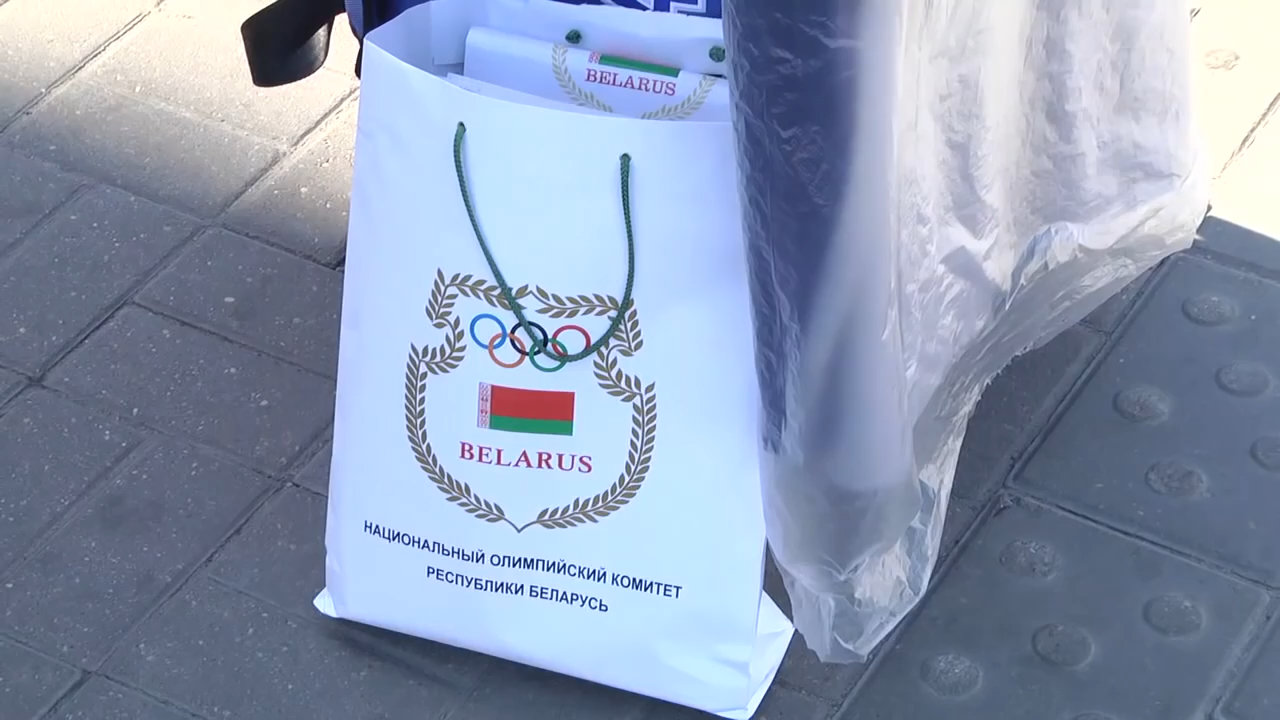 BELARUS
BELARUS
НАЦИОНАЛЬНЫЙ ОЛИМПИЙСКИЙ КОМИТЕТ
РЕСПУБЛИКИ БЕЛАРУСЬ